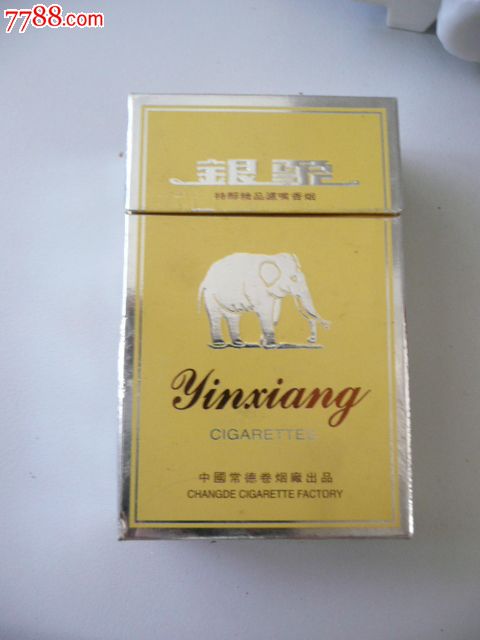 7788.com
銀象
特醇精品濾嘴香烟
Yinxiang
CIGARETTES
中國常德卷烟廠出品
CHANGDE CIGARETTE FACTORY